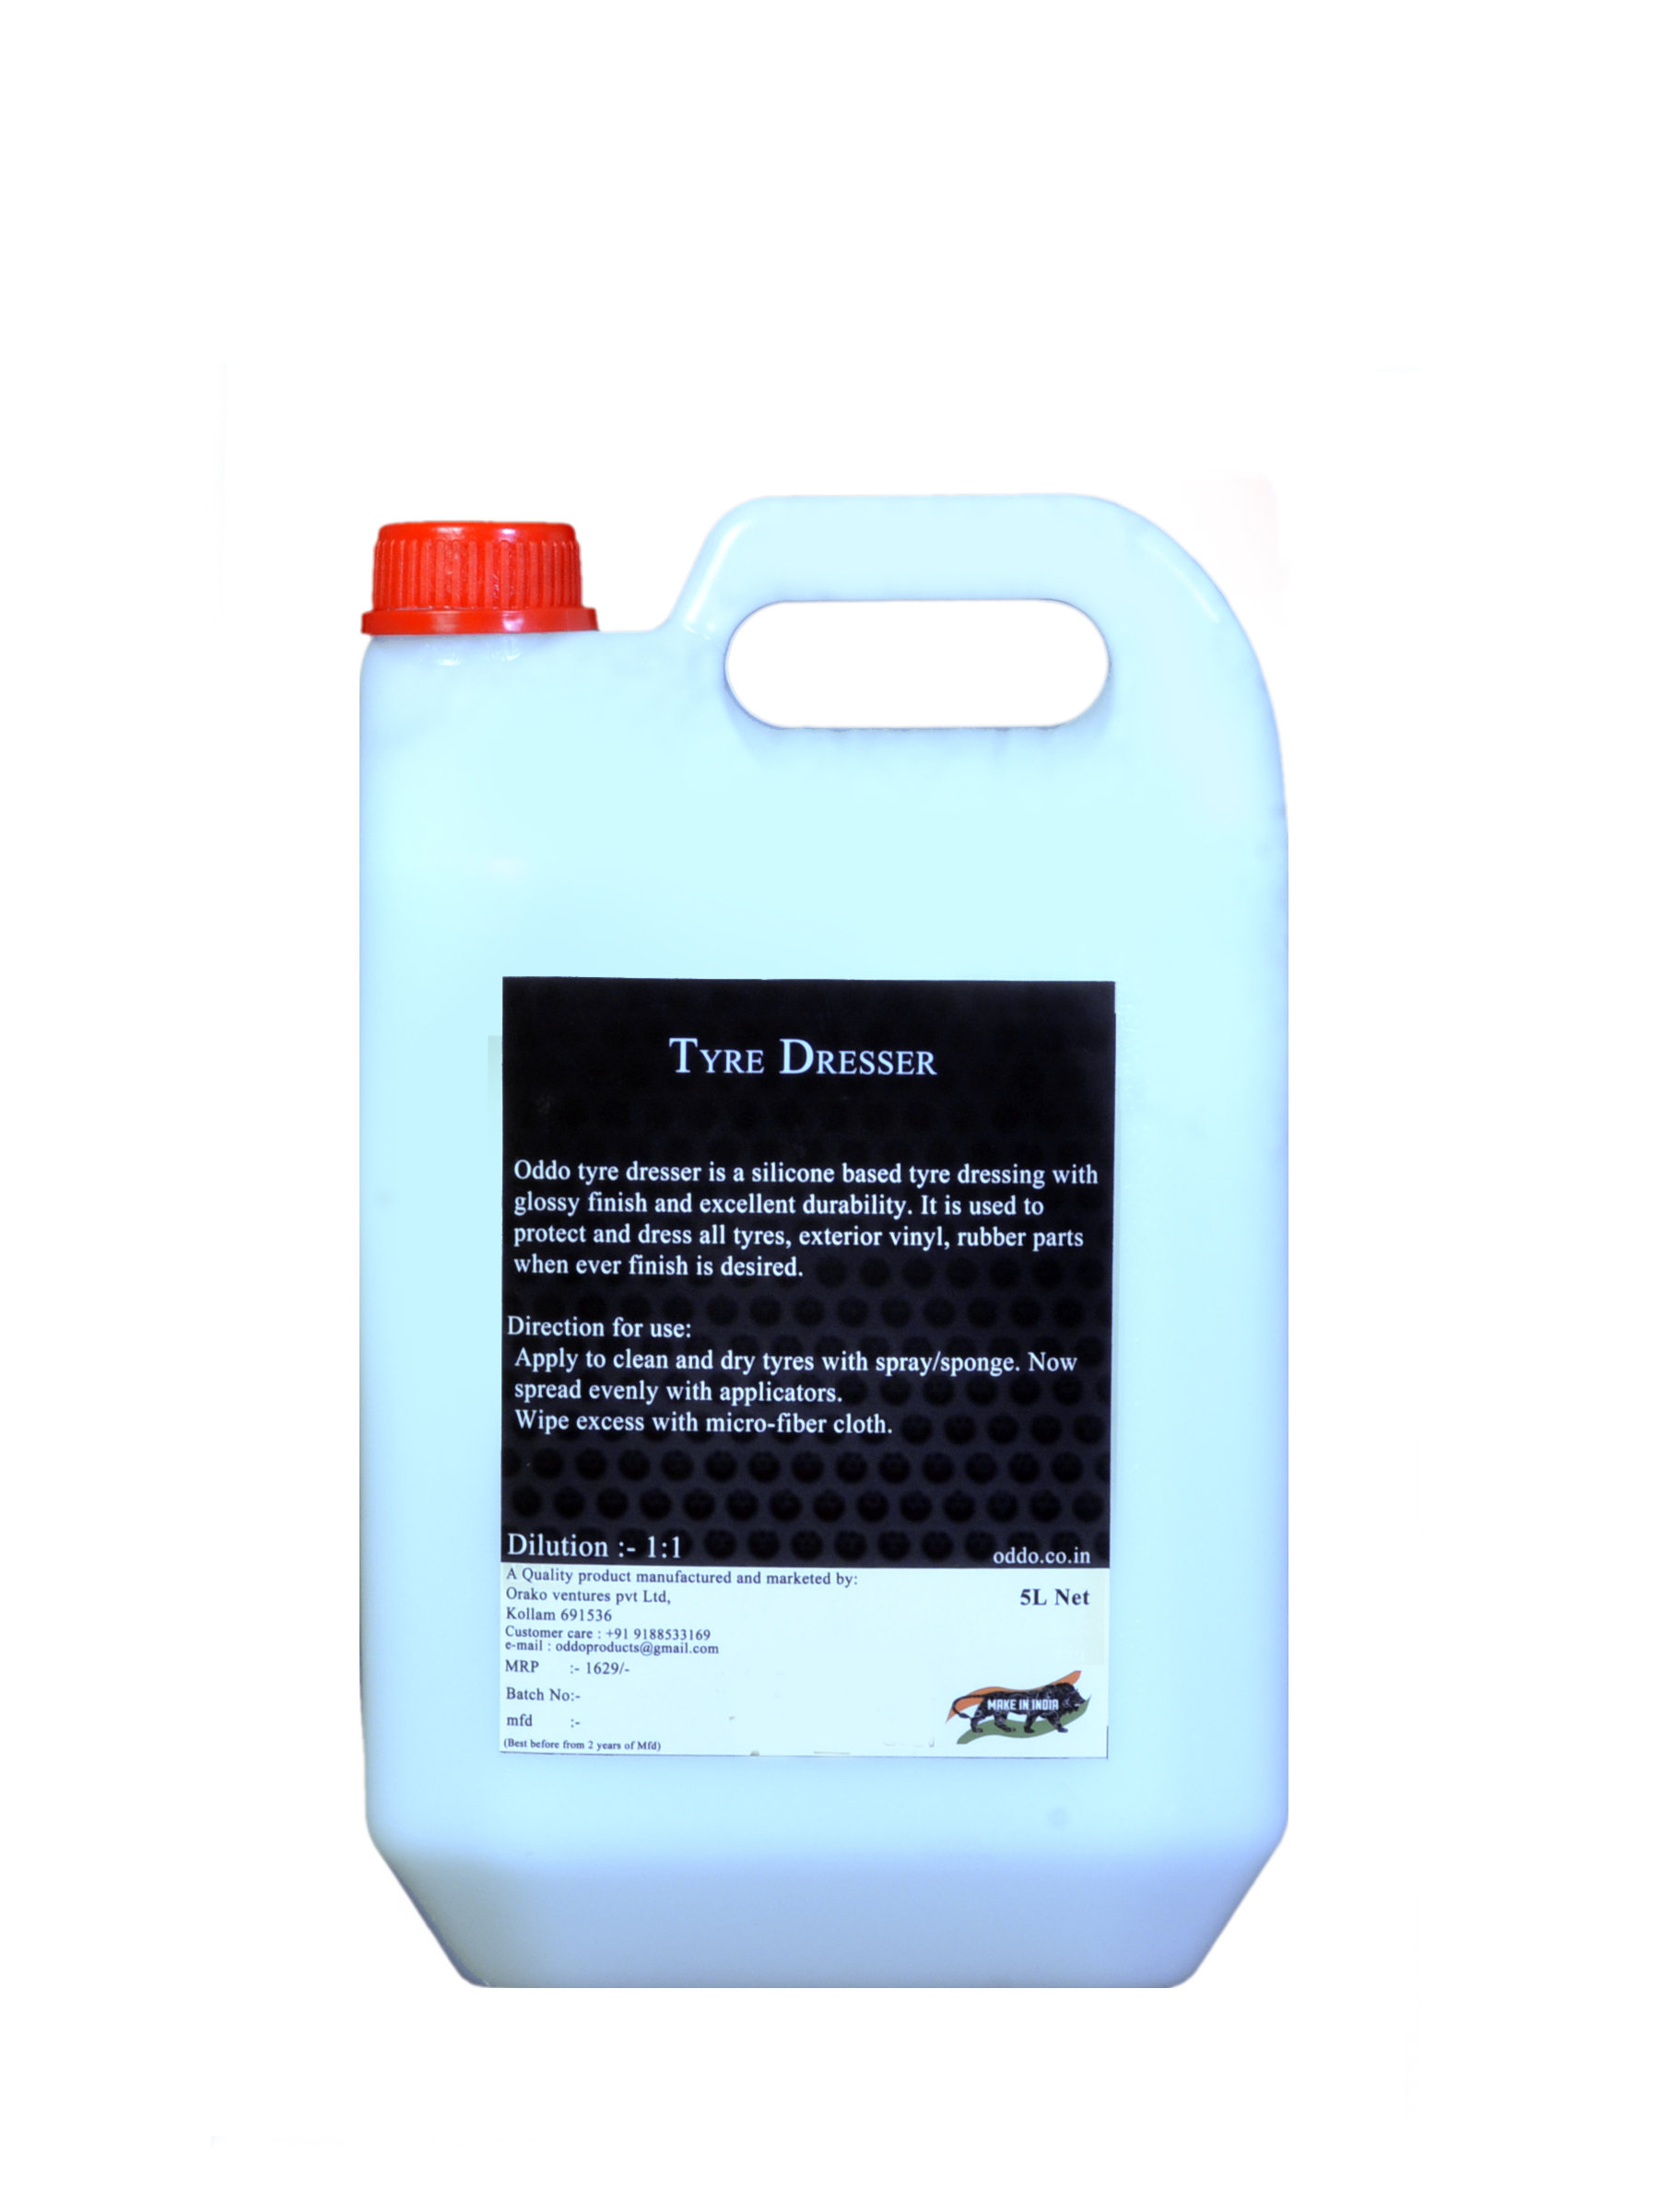 TYRE DRESSER
Oddo tyre dresser is a silicone based tyre dressing with
glossy finish and excellent durability. It is used to
protect and dress all tyres, exterior vinyl, rubber parts
when ever finish is desired.
Direction for use:
Apply to clean and dry tyres with spray/sponge. Now
spread evenly with applicators.
Wipe excess with micro-fiber cloth.
Dilution :- 1:1
oddo.co.in
A Quality product manufactured and marketed by:
Orako ventures pvt Ltd,
Kollam 691536
Customer care : +91 9188533169
e-mail : oddoproducts@gmail.com
5L Net
MRP :- 1629/-
Batch No:-
mfd :-
(Best before from 2 years of Mfd)
MAKE IN INDIA